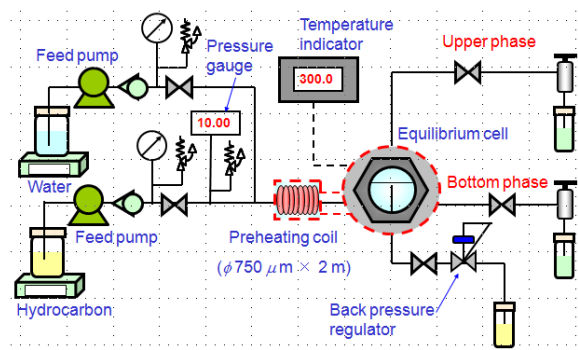 Feed pump
Pressure
gauge
Temperature
indicator
Upper phase
300.0
10.00
Equilibrium cell
Water
Bottom phase
Feed pump
Preheating coil
(ϕ750 μm × 2 m)
Hydrocarbon
Back pressure
regulator